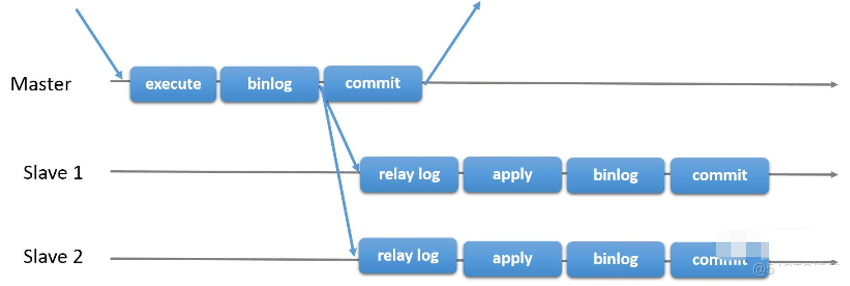 Master execute binlog commit
Slave 1 relay log apply binlog commit
Slave 2 relay log apply binlog commit